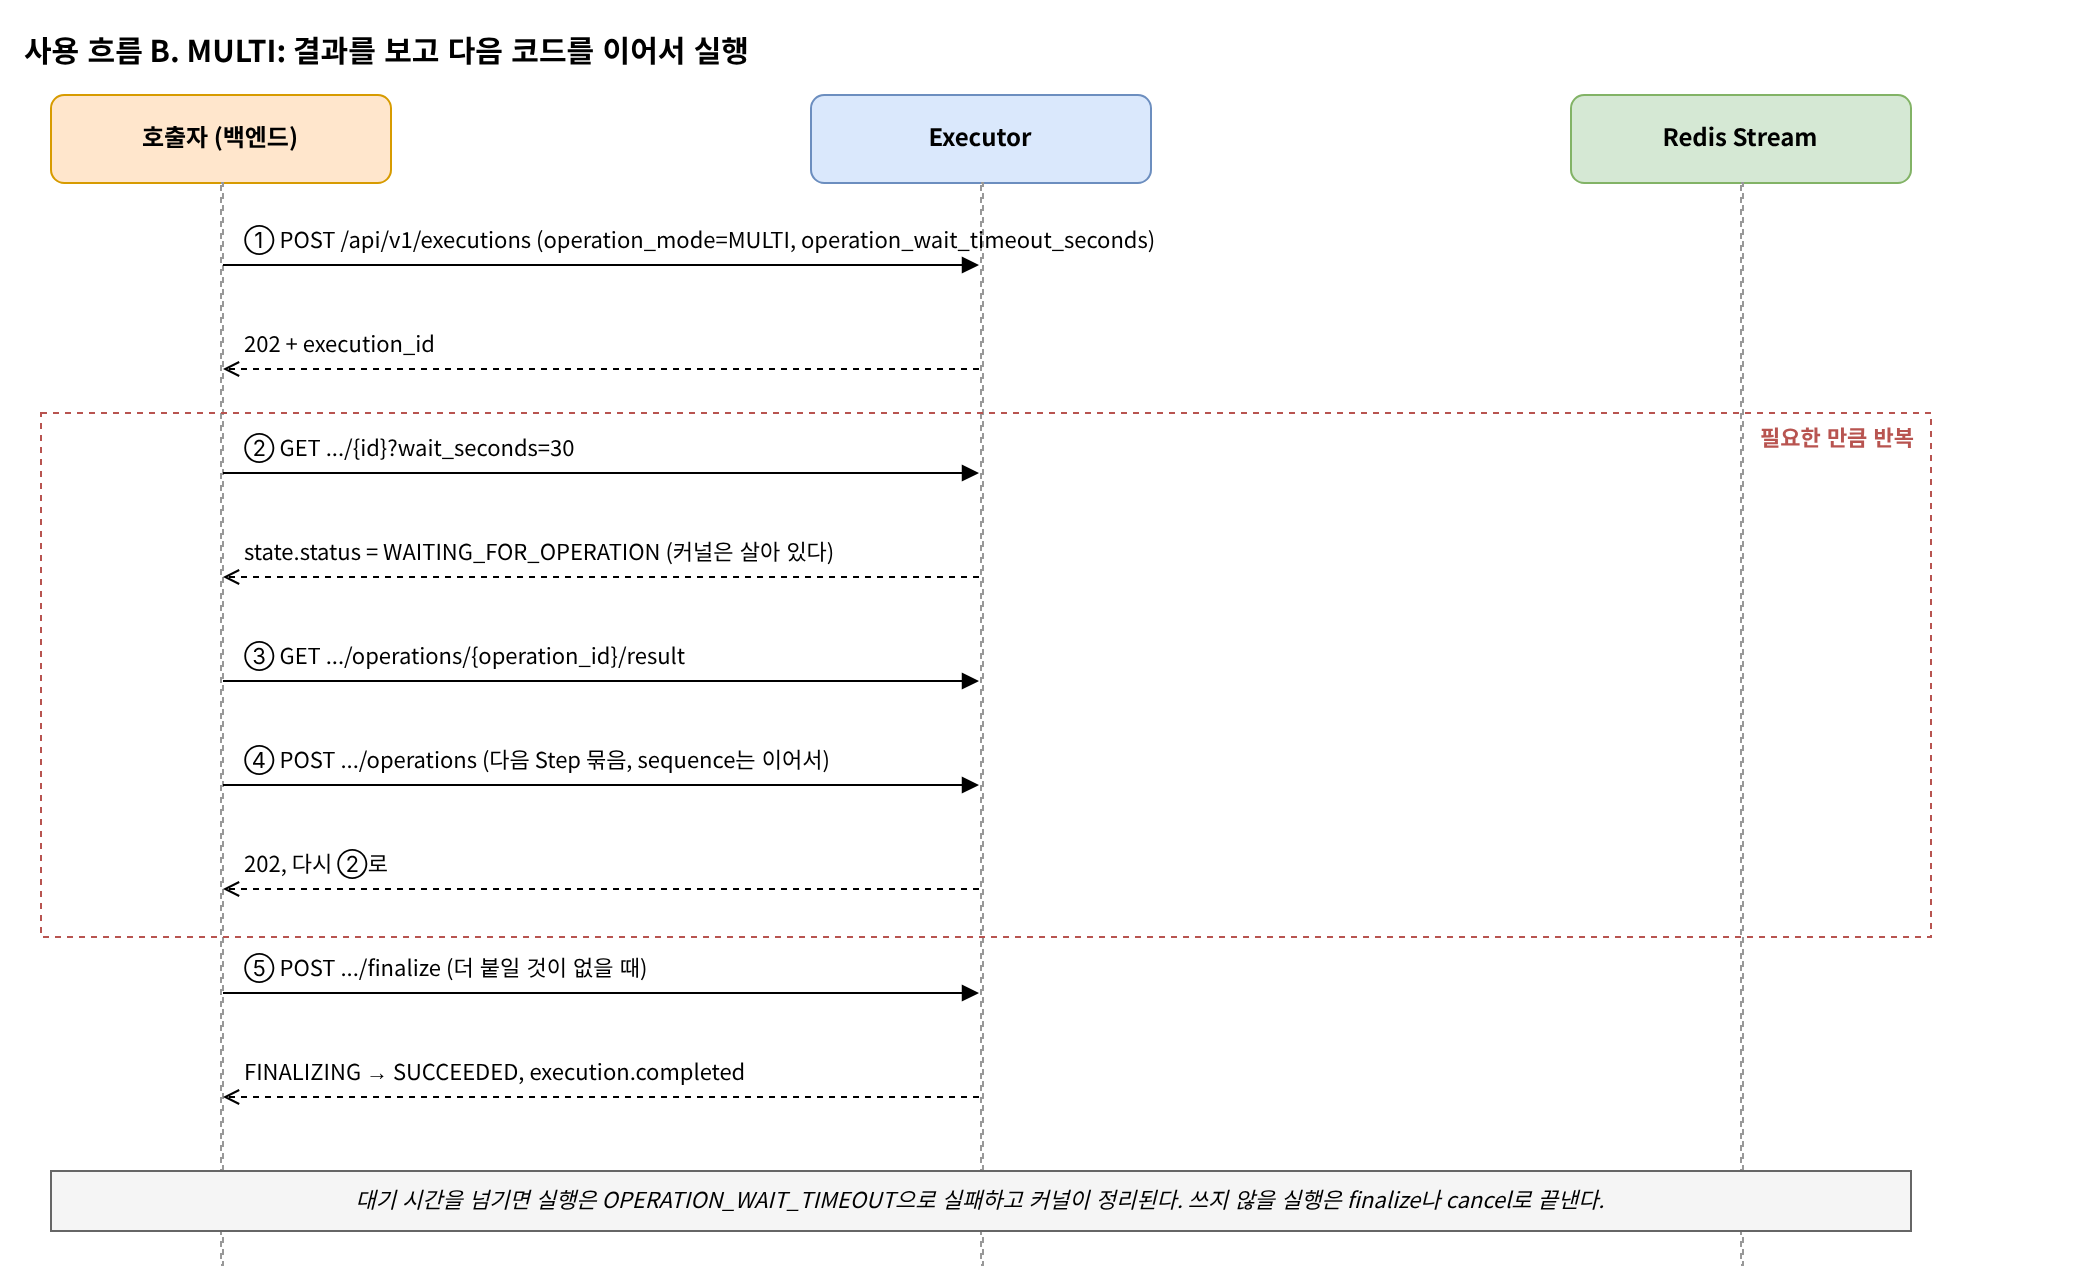 사용 흐름 B. MULTI: 결과를 보고 다음 코드를 이어서 실행
호출자 (백엔드)
Executor
Redis Stream
① POST /api/v1/executions (operation_mode=MULTI, operation_wait_timeout_seconds)
202 + execution_id
필요한 만큼 반복
② GET .../{id}?wait_seconds=30
state.status = WAITING_FOR_OPERATION (커널은 살아 있다)
③ GET .../operations/{operation_id}/result
④ POST .../operations (다음 Step 묶음, sequence는 이어서)
202, 다시 ②로
⑤ POST .../finalize (더 붙일 것이 없을 때)
FINALIZING → SUCCEEDED, execution.completed
대기 시간을 넘기면 실행은 OPERATION_WAIT_TIMEOUT으로 실패하고 커널이 정리된다. 쓰지 않을 실행은 finalize나 cancel로 끝낸다.